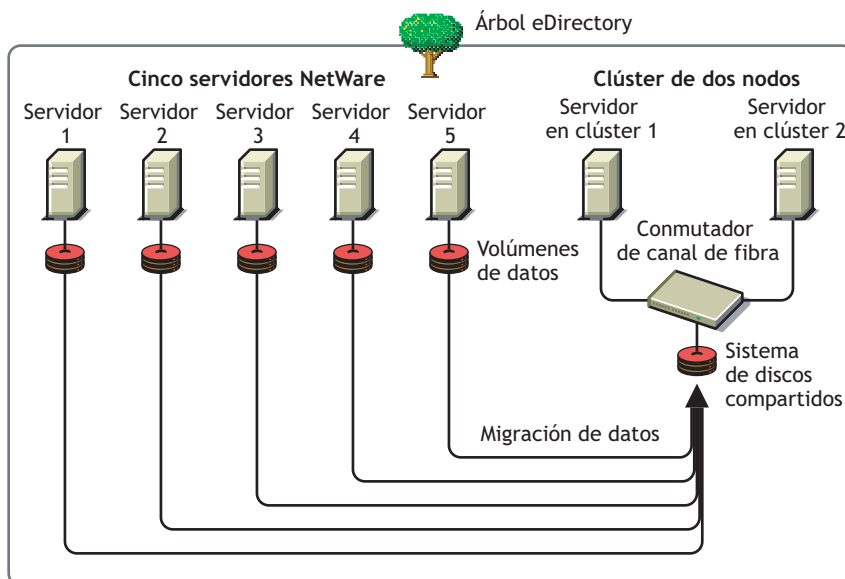 Árbol eDirectory
Cinco servidores NetWare
Clúster de dos nodos
Servidor
1
Servidor
2
Servidor
3
Servidor
4
Servidor
5
Servidor
en clúster 1
Servidor
en clúster 2
Volúmenes
de datos
Conmutador
de canal de fibra
Sistema
de discos
compartidos
Migración de datos